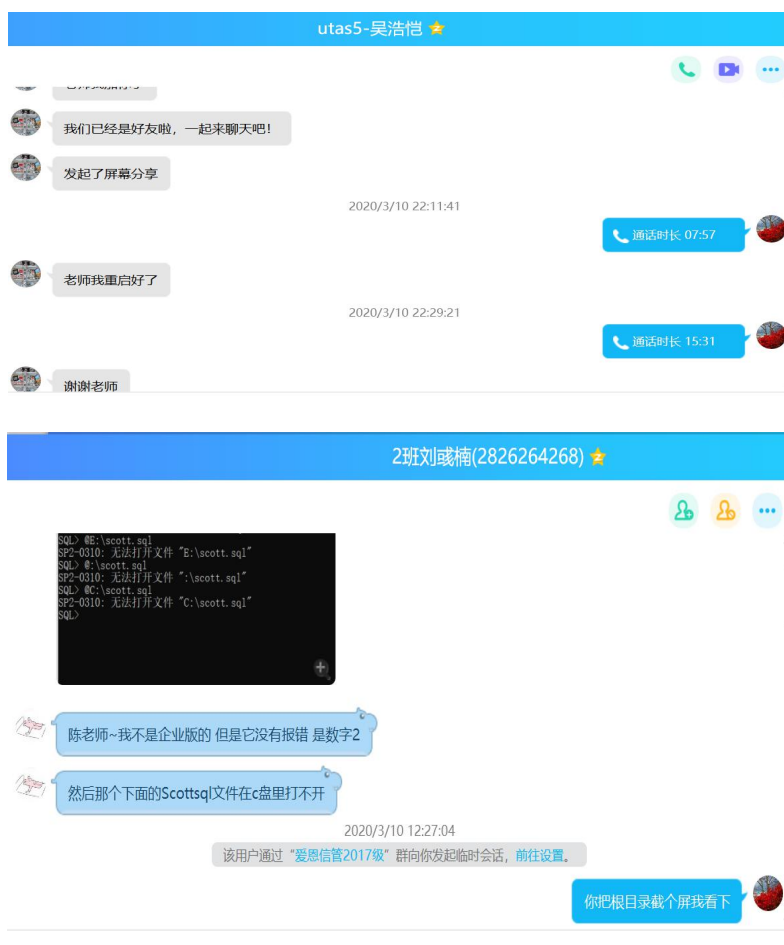 utas5-吴浩恺
我们已经是好友啦，一起来聊天吧！
发起了屏幕分享
2020/3/10 22:11:41
通话时长 07:57
老师我重启好了
2020/3/10 22:29:21
通话时长 15:31
谢谢老师
2班刘彧楠(2826264268)
SQL> @E:\scott.sql
SP2-0310: 无法打开文件 "E:\scott.sql"
SQL> @:\scott.sql
SP2-0310: 无法打开文件 ":\scott.sql"
SQL> @C:\scott.sql
SP2-0310: 无法打开文件 "C:\scott.sql"
SQL>
陈老师~我不是企业版的 但是它没有报错 是数字2
然后那个下面的Scottsql文件在c盘里打不开
2020/3/10 12:27:04
该用户通过“爱恩信管2017级”群向你发起临时会话，前往设置。
你把根目录截个屏我看下